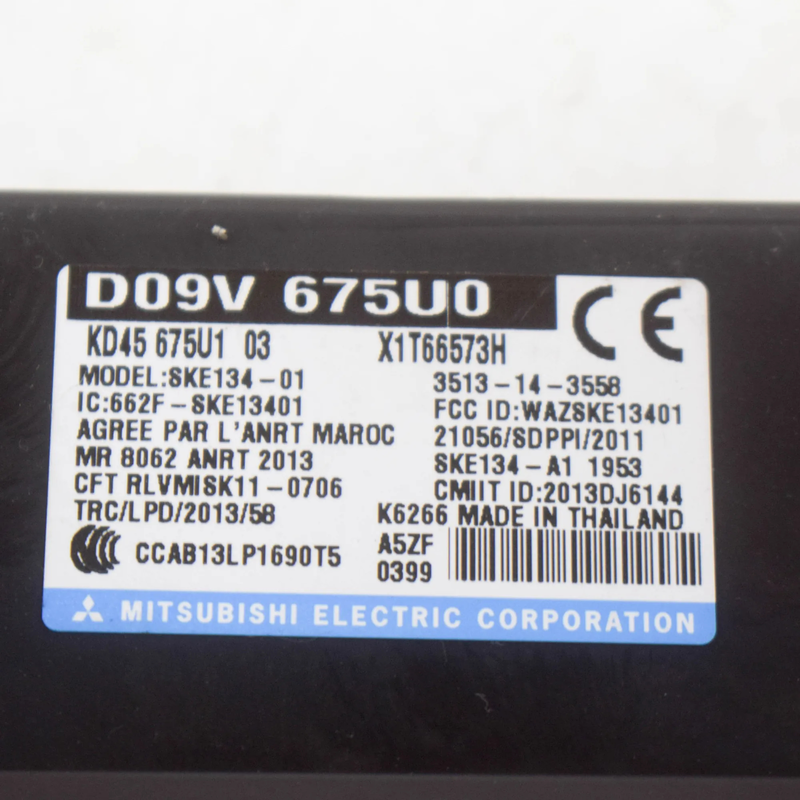 D09V 675U0
CE
KD45 675U1 03 X1T66573H
MODEL:SKE134-01 3513-14-3558
IC:662F-SKE13401 FCC ID:WAZSKE13401
AGREE PAR L'ANRT MAROC 21056/SDPPI/2011
MR 8062 ANRT 2013 SKE134-A1 1953
CFT RLVMISK11-0706 CMIIT ID:2013DJ6144
TRC/LPD/2013/58 K6266 MADE IN THAILAND
CCAB13LP1690T5 A5ZF
0399
MITSUBISHI ELECTRIC CORPORATION